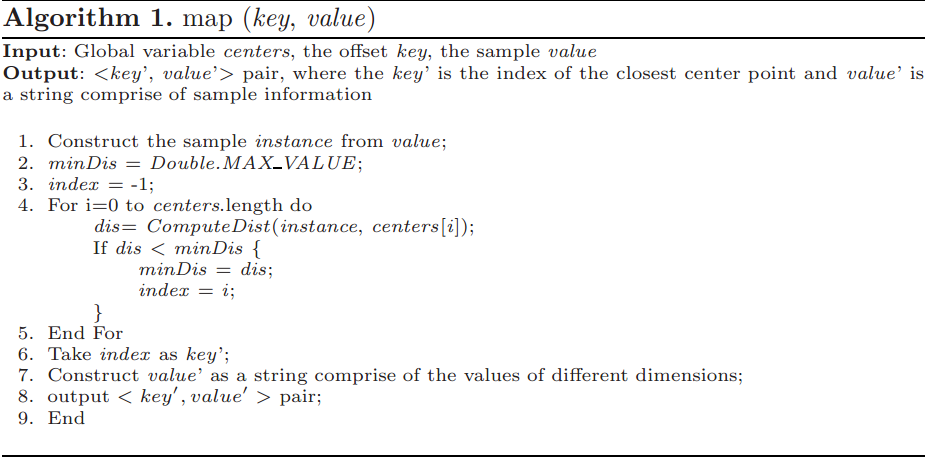 Algorithm 1. map (key, value)
Input: Global variable centers, the offset key, the sample value
Output: <key’, value’> pair, where the key’ is the index of the closest center point and value’ is
a string comprise of sample information
1. Construct the sample instance from value;
2. minDis = Double.MAX_VALUE;
3. index = -1;
4. For i=0 to centers.length do
dis= ComputeDist(instance, centers[i]);
If dis < minDis {
minDis = dis;
index = i;
}
5. End For
6. Take index as key’;
7. Construct value’ as a string comprise of the values of different dimensions;
8. output < key′, value′ > pair;
9. End